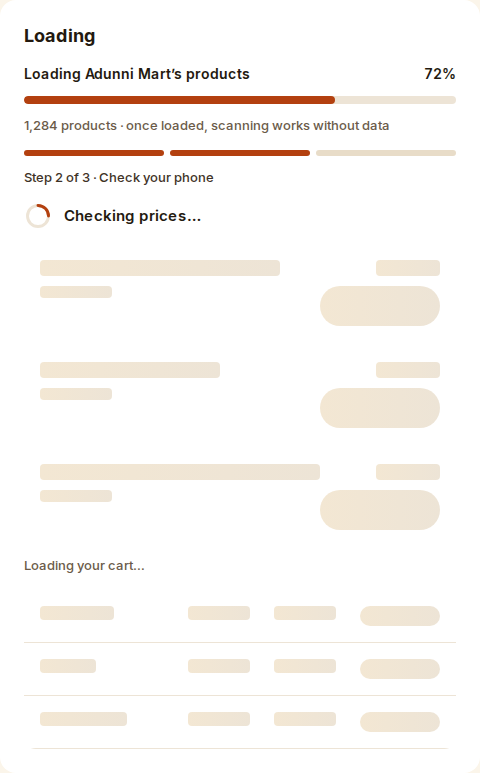 Loading
Loading Adunni Mart’s products 72%
1,284 products · once loaded, scanning works without data
Step 2 of 3 · Check your phone
Checking prices…
Loading your cart…